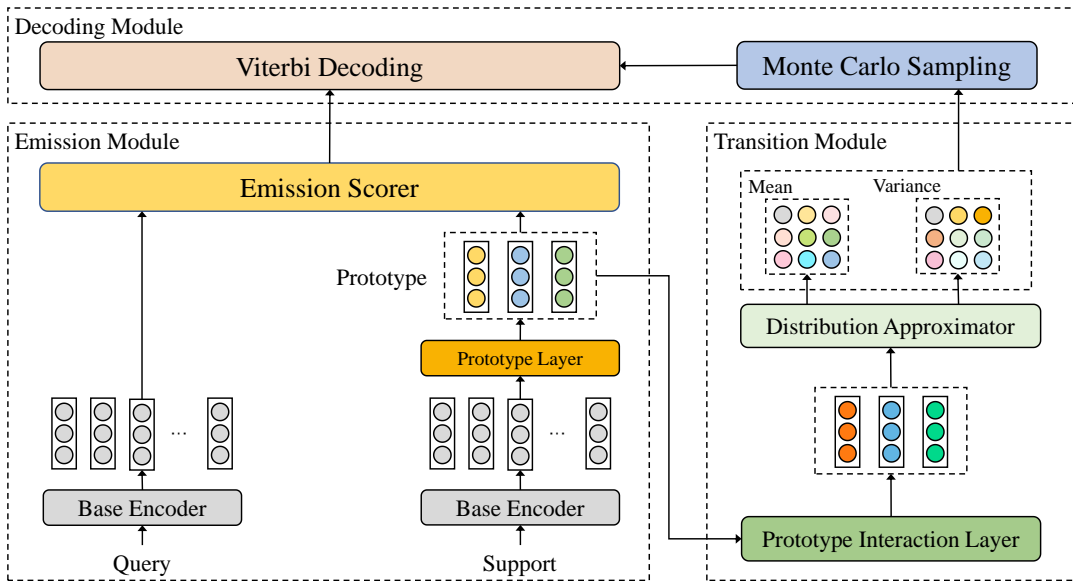 Decoding Module
Viterbi Decoding
Monte Carlo Sampling
Emission Module
Emission Scorer
Prototype
Prototype Layer
...
...
Base Encoder
Base Encoder
Query
Support
Transition Module
Mean
Variance
Distribution Approximator
Prototype Interaction Layer